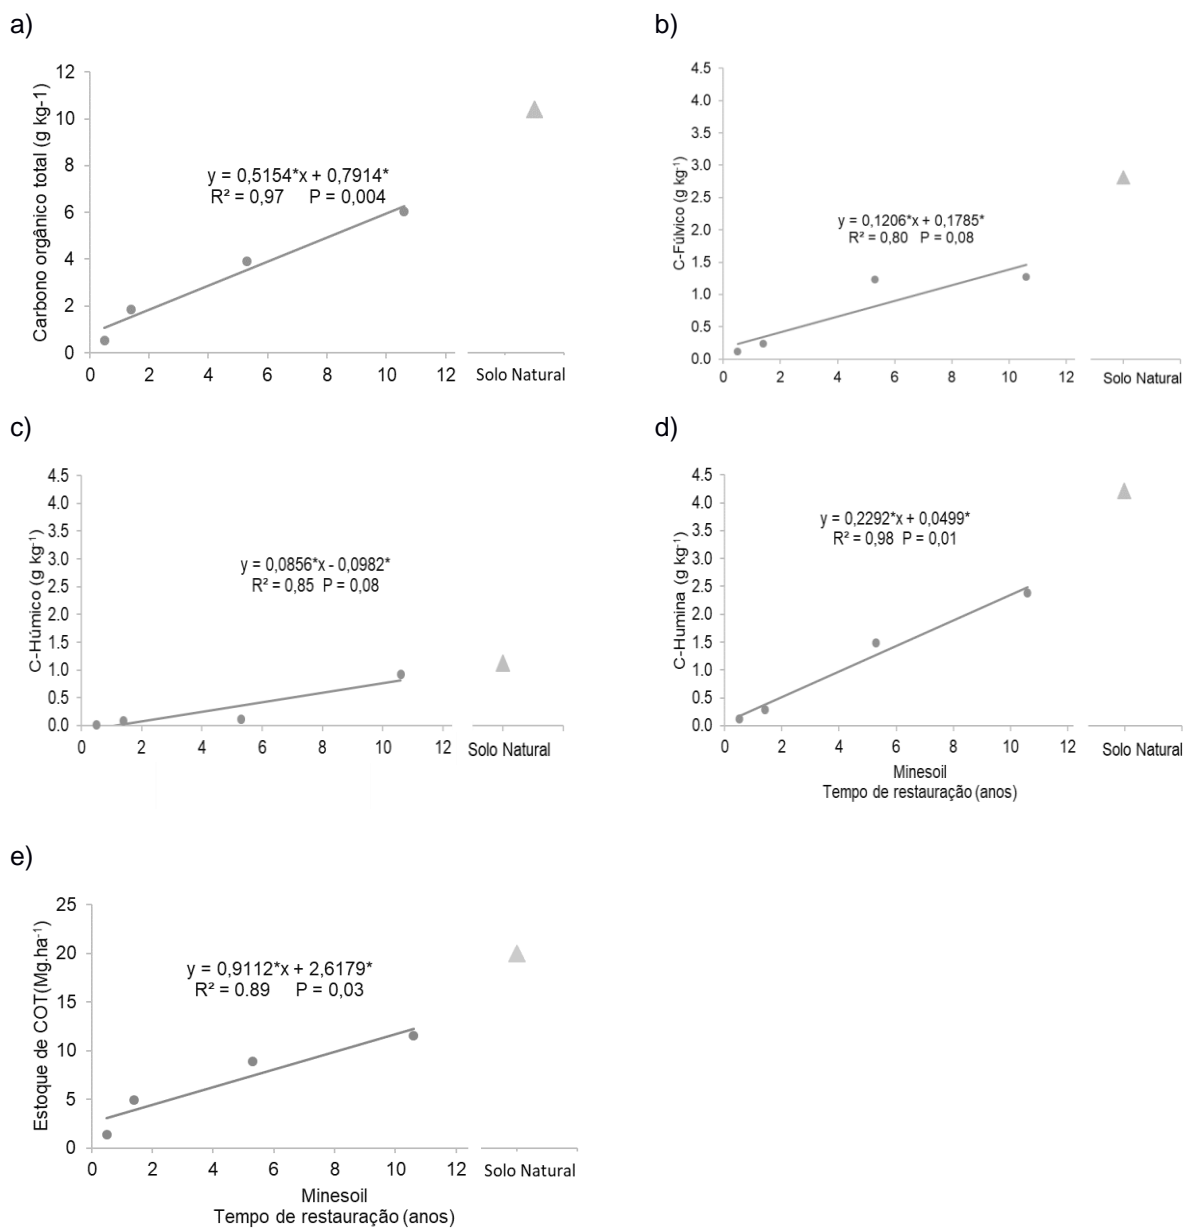 a)
Carbono orgânico total (g kg-1)
12
10
8
6
4
2
0
y = 0,5154*x + 0,7914*
R² = 0,97 P = 0,004
0 2 4 6 8 10 12 Solo Natural
b)
C-Fúlvico (g kg⁻¹)
4.5
4.0
3.5
3.0
2.5
2.0
1.5
1.0
0.5
0.0
y = 0,1206*x + 0,1785*
R² = 0,80 P = 0,08
0 2 4 6 8 10 12 Solo Natural
c)
C-Húmico (g kg⁻¹)
4.5
4.0
3.5
3.0
2.5
2.0
1.5
1.0
0.5
0.0
y = 0,0856*x - 0,0982*
R² = 0,85 P = 0,08
0 2 4 6 8 10 12 Solo Natural
d)
C-Humina (g kg⁻¹)
4.5
4.0
3.5
3.0
2.5
2.0
1.5
1.0
0.5
0.0
y = 0,2292*x + 0,0499*
R² = 0,98 P = 0,01
0 2 4 6 8 10 12 Solo Natural
Minesoil
Tempo de restauração (anos)
e)
Estoque de COT(Mg.ha⁻¹)
25
20
15
10
5
0
y = 0,9112*x + 2,6179*
R² = 0.89 P = 0,03
0 2 4 6 8 10 12 Solo Natural
Minesoil
Tempo de restauração (anos)